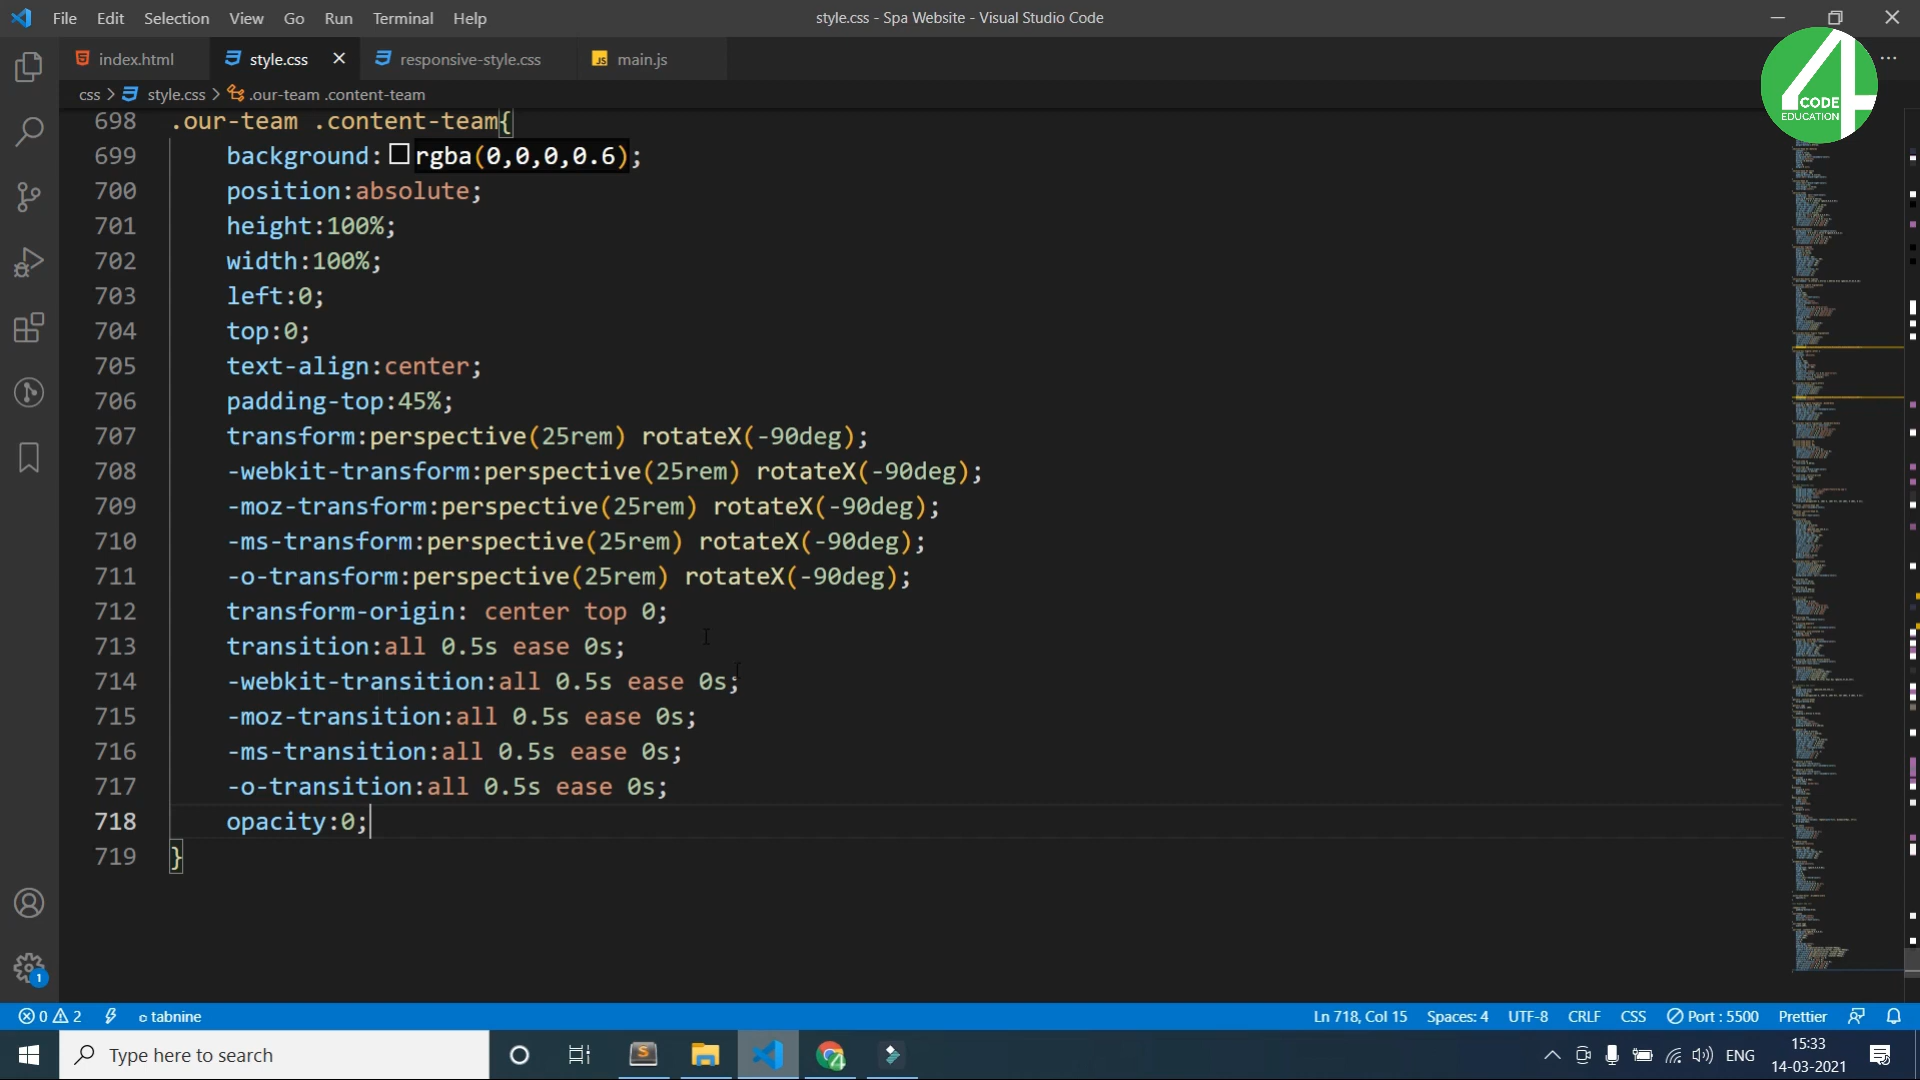 File Edit Selection View Go Run Terminal Help
style.css - Spa Website - Visual Studio Code
index.html style.css responsive-style.css JS main.js
4 CODE EDUCATION
css > style.css > .our-team .content-team
698 .our-team .content-team{
699 background:rgba(0,0,0,0.6);
700 position:absolute;
701 height:100%;
702 width:100%;
703 left:0;
704 top:0;
705 text-align:center;
706 padding-top:45%;
707 transform:perspective(25rem) rotateX(-90deg);
708 -webkit-transform:perspective(25rem) rotateX(-90deg);
709 -moz-transform:perspective(25rem) rotateX(-90deg);
710 -ms-transform:perspective(25rem) rotateX(-90deg);
711 -o-transform:perspective(25rem) rotateX(-90deg);
712 transform-origin: center top 0;
713 transition:all 0.5s ease 0s;
714 -webkit-transition:all 0.5s ease 0s;
715 -moz-transition:all 0.5s ease 0s;
716 -ms-transition:all 0.5s ease 0s;
717 -o-transition:all 0.5s ease 0s;
718 opacity:0;
719 }
1
0 2 tabnine
Ln 718, Col 15 Spaces: 4 UTF-8 CRLF CSS Port : 5500 Prettier
Type here to search
ENG
15:33
14-03-2021